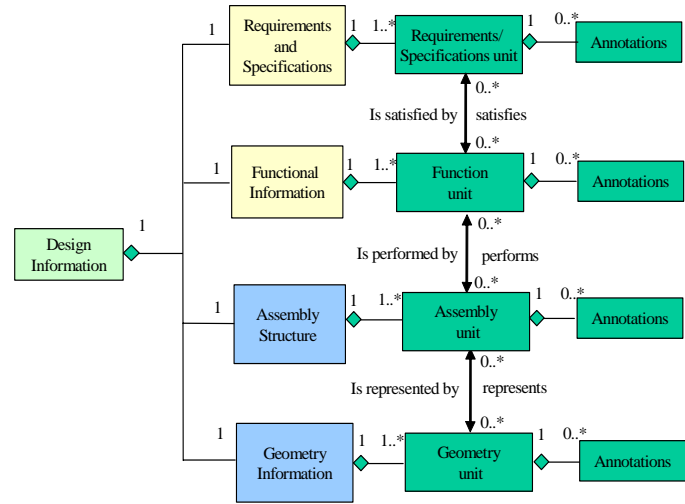 1
Requirements
and
Specifications
1
1..*
Requirements/
Specifications unit
1
0..*
Annotations
0..*
Is satisfied by
satisfies
0..*
1
Functional
Information
1
1..*
Function
unit
1
0..*
Annotations
0..*
Is performed by
performs
0..*
Design
Information
1
1
Assembly
Structure
1
1..*
Assembly
unit
1
0..*
Annotations
0..*
Is represented by
represents
0..*
1
Geometry
Information
1
1..*
Geometry
unit
1
0..*
Annotations